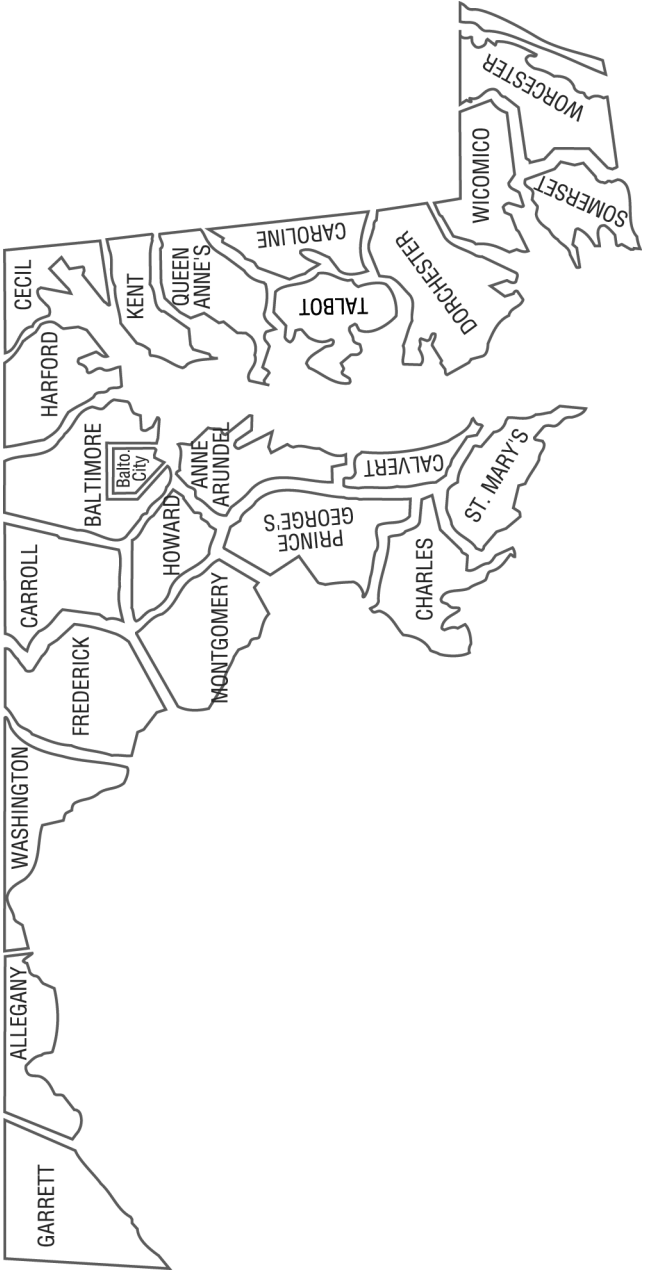 GARRETT
ALLEGANY
WASHINGTON
FREDERICK
CARROLL
BALTIMORE
Balto.
City
HARFORD
CECIL
KENT
QUEEN
ANNE'S
CAROLINE
TALBOT
DORCHESTER
WICOMICO
WORCESTER
SOMERSET
HOWARD
MONTGOMERY
ANNE
ARUNDEL
PRINCE
GEORGE'S
CALVERT
CHARLES
ST. MARY'S